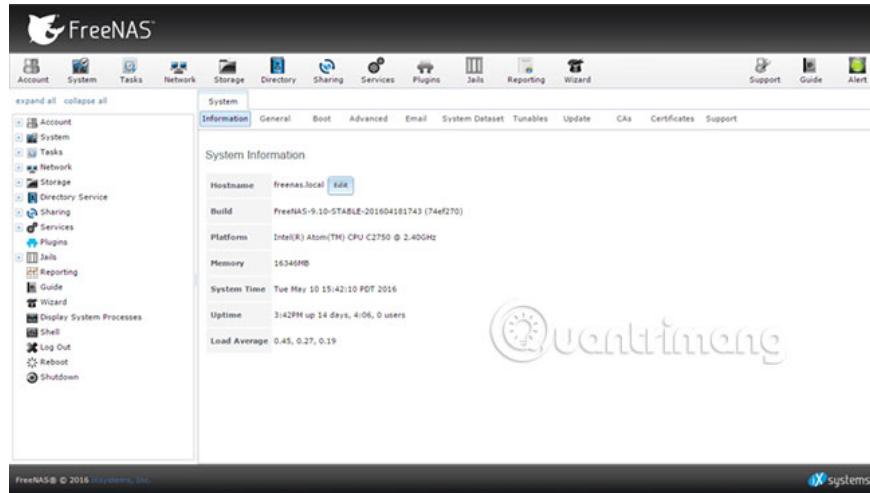 FreeNAS
Account System Tasks Network Storage Directory Sharing Services Plugins Jails Reporting Wizard Support Guide Alert
expand all collapse all
System
Information General Boot Advanced Email System Dataset Tunables Update CAs Certificates Support
Account
System
Tasks
Network
Storage
Directory Service
Sharing
Services
Plugins
Jails
Reporting
Guide
Wizard
Display System Processes
Shell
Log Out
Reboot
Shutdown
System Information
Hostname freenas.local Edit
Build FreeNAS-9.10-STABLE-201604181743 (74ef270)
Platform Intel(R) Atom(TM) CPU C2750 @ 2.40GHz
Memory 16346MB
System Time Tue May 10 15:42:10 PDT 2016
Uptime 3:42PM up 14 days, 4:06, 0 users
Load Average 0.45, 0.27, 0.19
Quantrimang
FreeNAS® © 2016 iXsystems, Inc.
iX systems